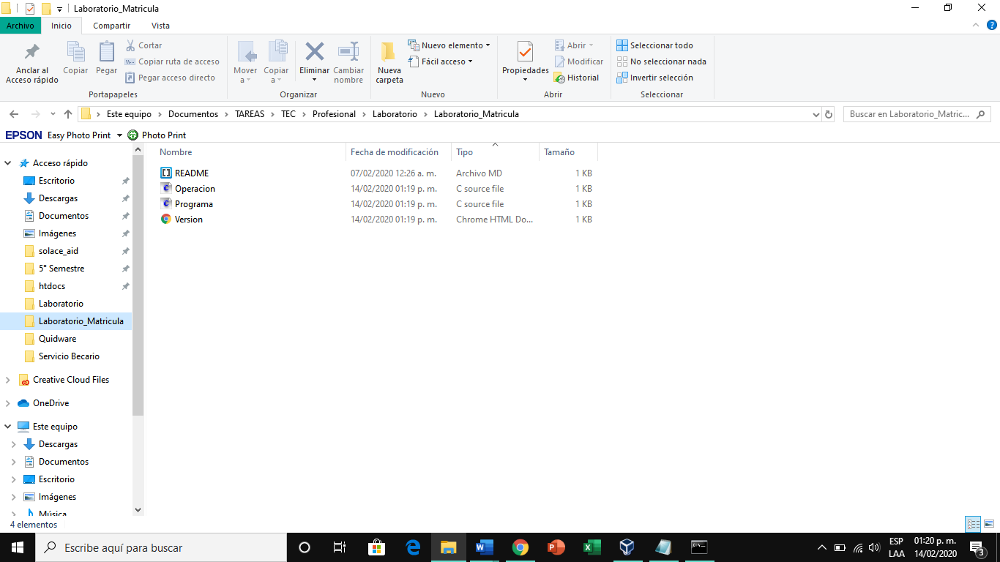 Laboratorio_Matricula
Archivo Inicio Compartir Vista
Anclar al Acceso rápido
Copiar
Pegar
Cortar
Copiar ruta de acceso
Pegar acceso directo
Portapapeles
Mover a
Copiar a
Eliminar
Cambiar nombre
Organizar
Nueva carpeta
Nuevo elemento
Fácil acceso
Nuevo
Propiedades
Abrir
Modificar
Historial
Abrir
Seleccionar todo
No seleccionar nada
Invertir selección
Seleccionar
Este equipo > Documentos > TAREAS > TEC > Profesional > Laboratorio > Laboratorio_Matricula
Buscar en Laboratorio_Matric...
EPSON Easy Photo Print Photo Print
Acceso rápido
Escritorio
Descargas
Documentos
Imágenes
solace_aid
5° Semestre
htdocs
Laboratorio
Laboratorio_Matricula
Quidware
Servicio Becario
Creative Cloud Files
OneDrive
Este equipo
Descargas
Documentos
Escritorio
Imágenes
Música
Nombre Fecha de modificación Tipo Tamaño
README 07/02/2020 12:26 a. m. Archivo MD 1 KB
Operacion 14/02/2020 01:19 p. m. C source file 1 KB
Programa 14/02/2020 01:19 p. m. C source file 1 KB
Version 14/02/2020 01:19 p. m. Chrome HTML Do... 1 KB
4 elementos
Escribe aquí para buscar
ESP
LAA
01:20 p. m.
14/02/2020
3